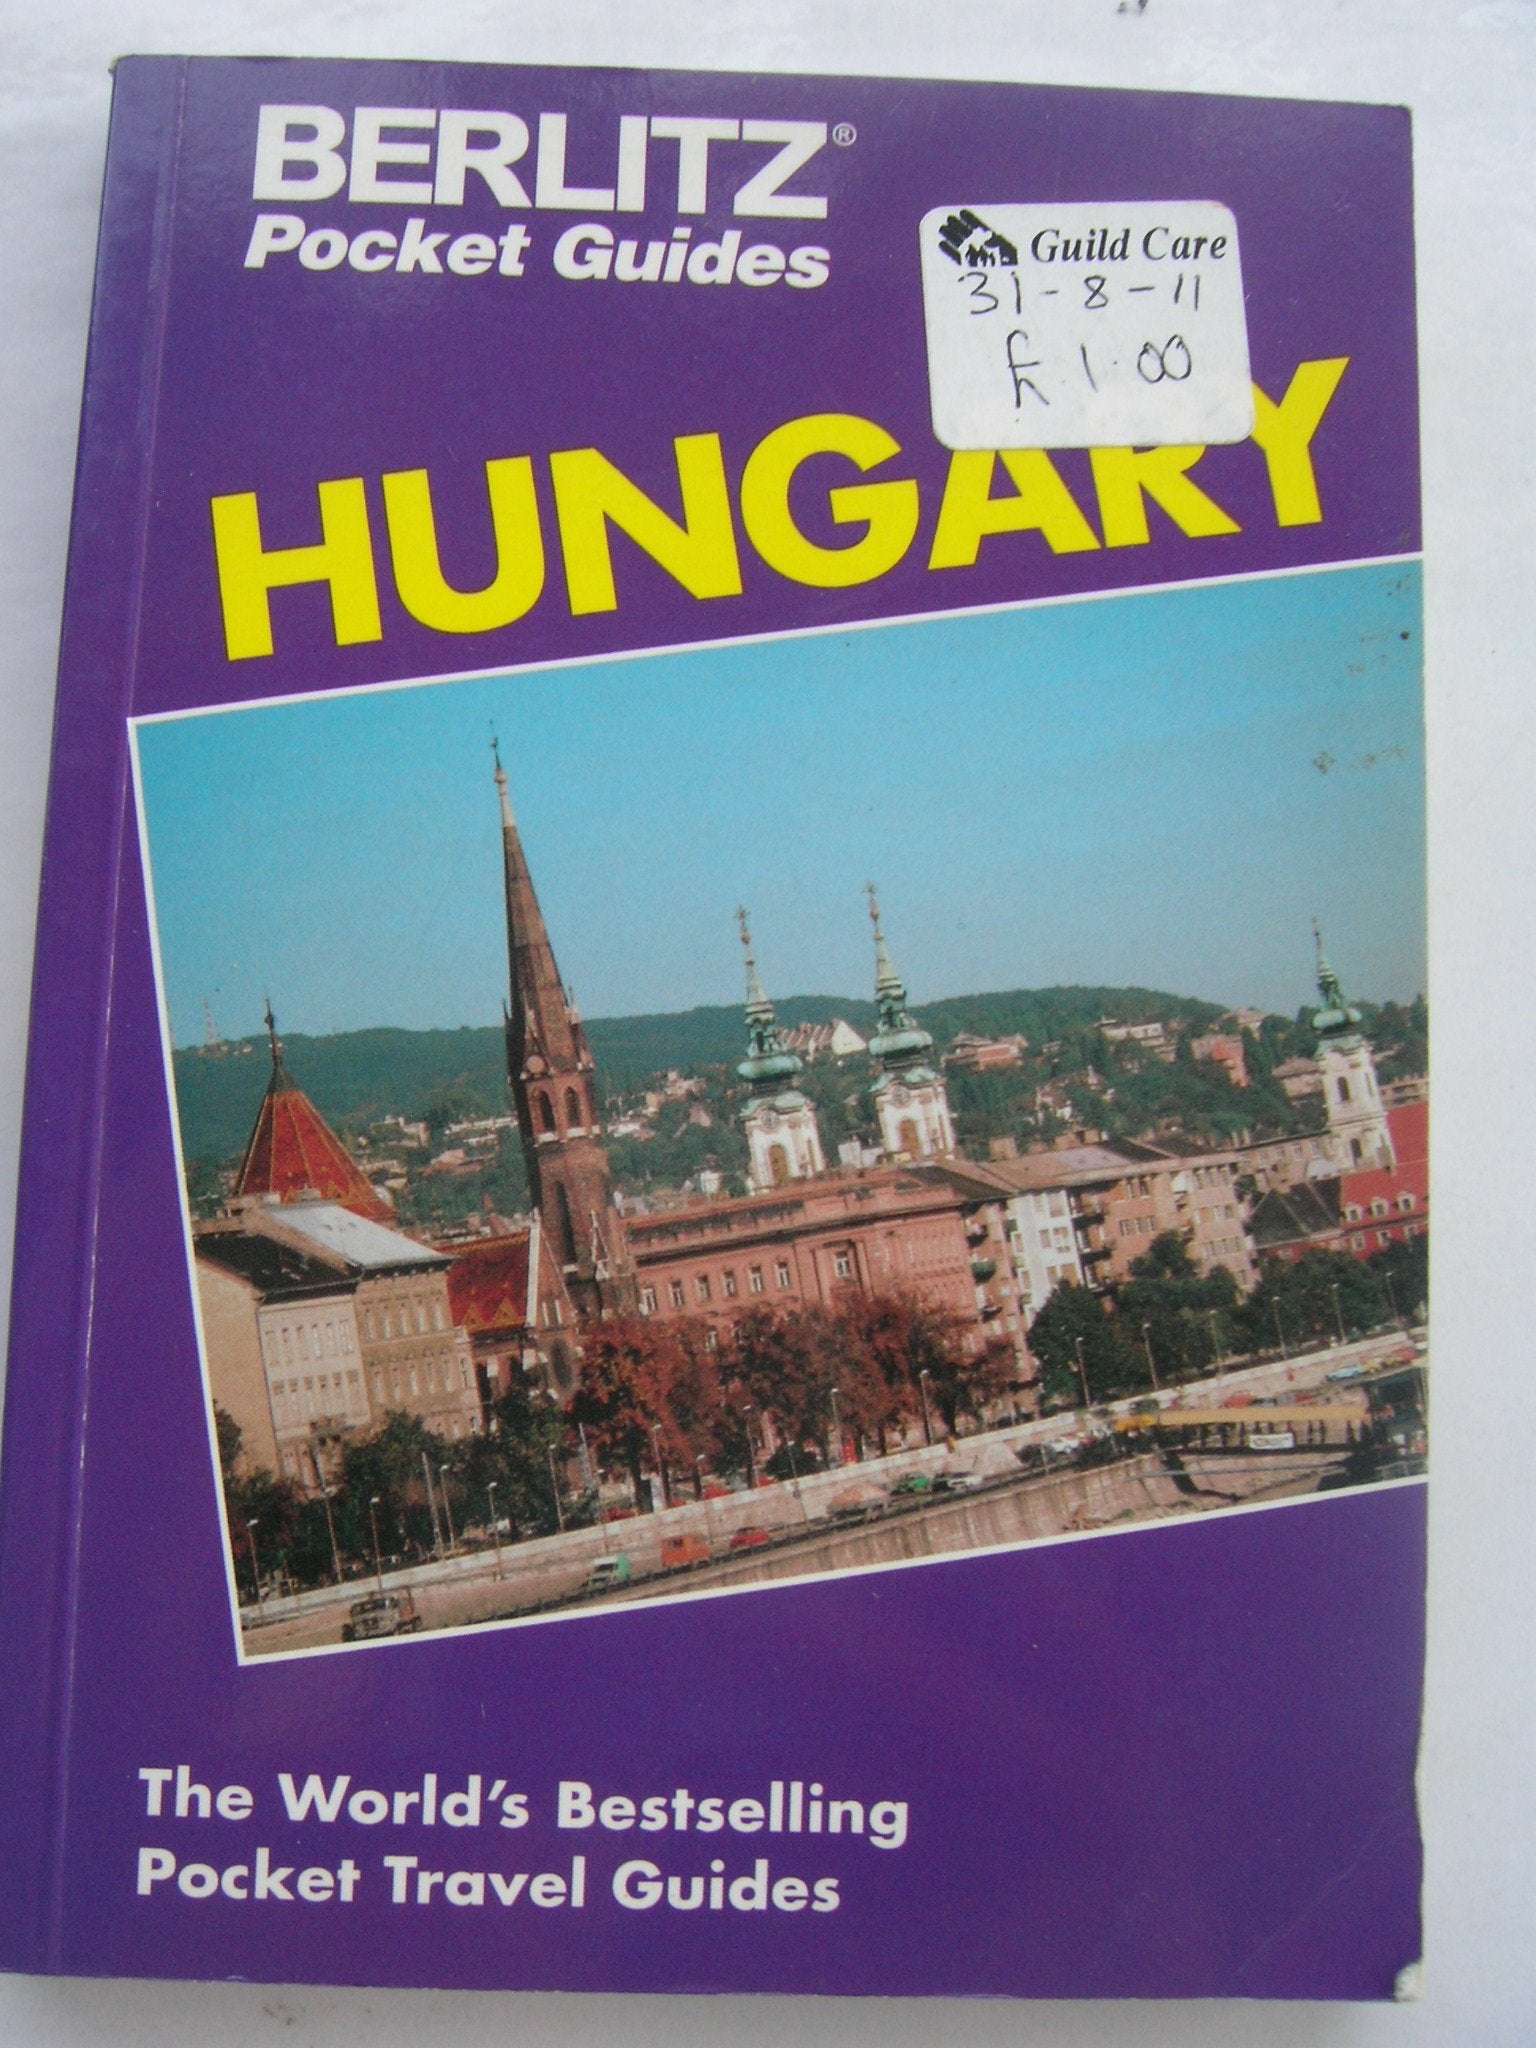 BERLITZ®
Pocket Guides
Guild Care
31-8-11
£1.00
HUNGARY
The World's Bestselling
Pocket Travel Guides